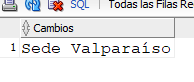 SQL | Todas las Filas Re
Cambios
1 Sede Valparaíso